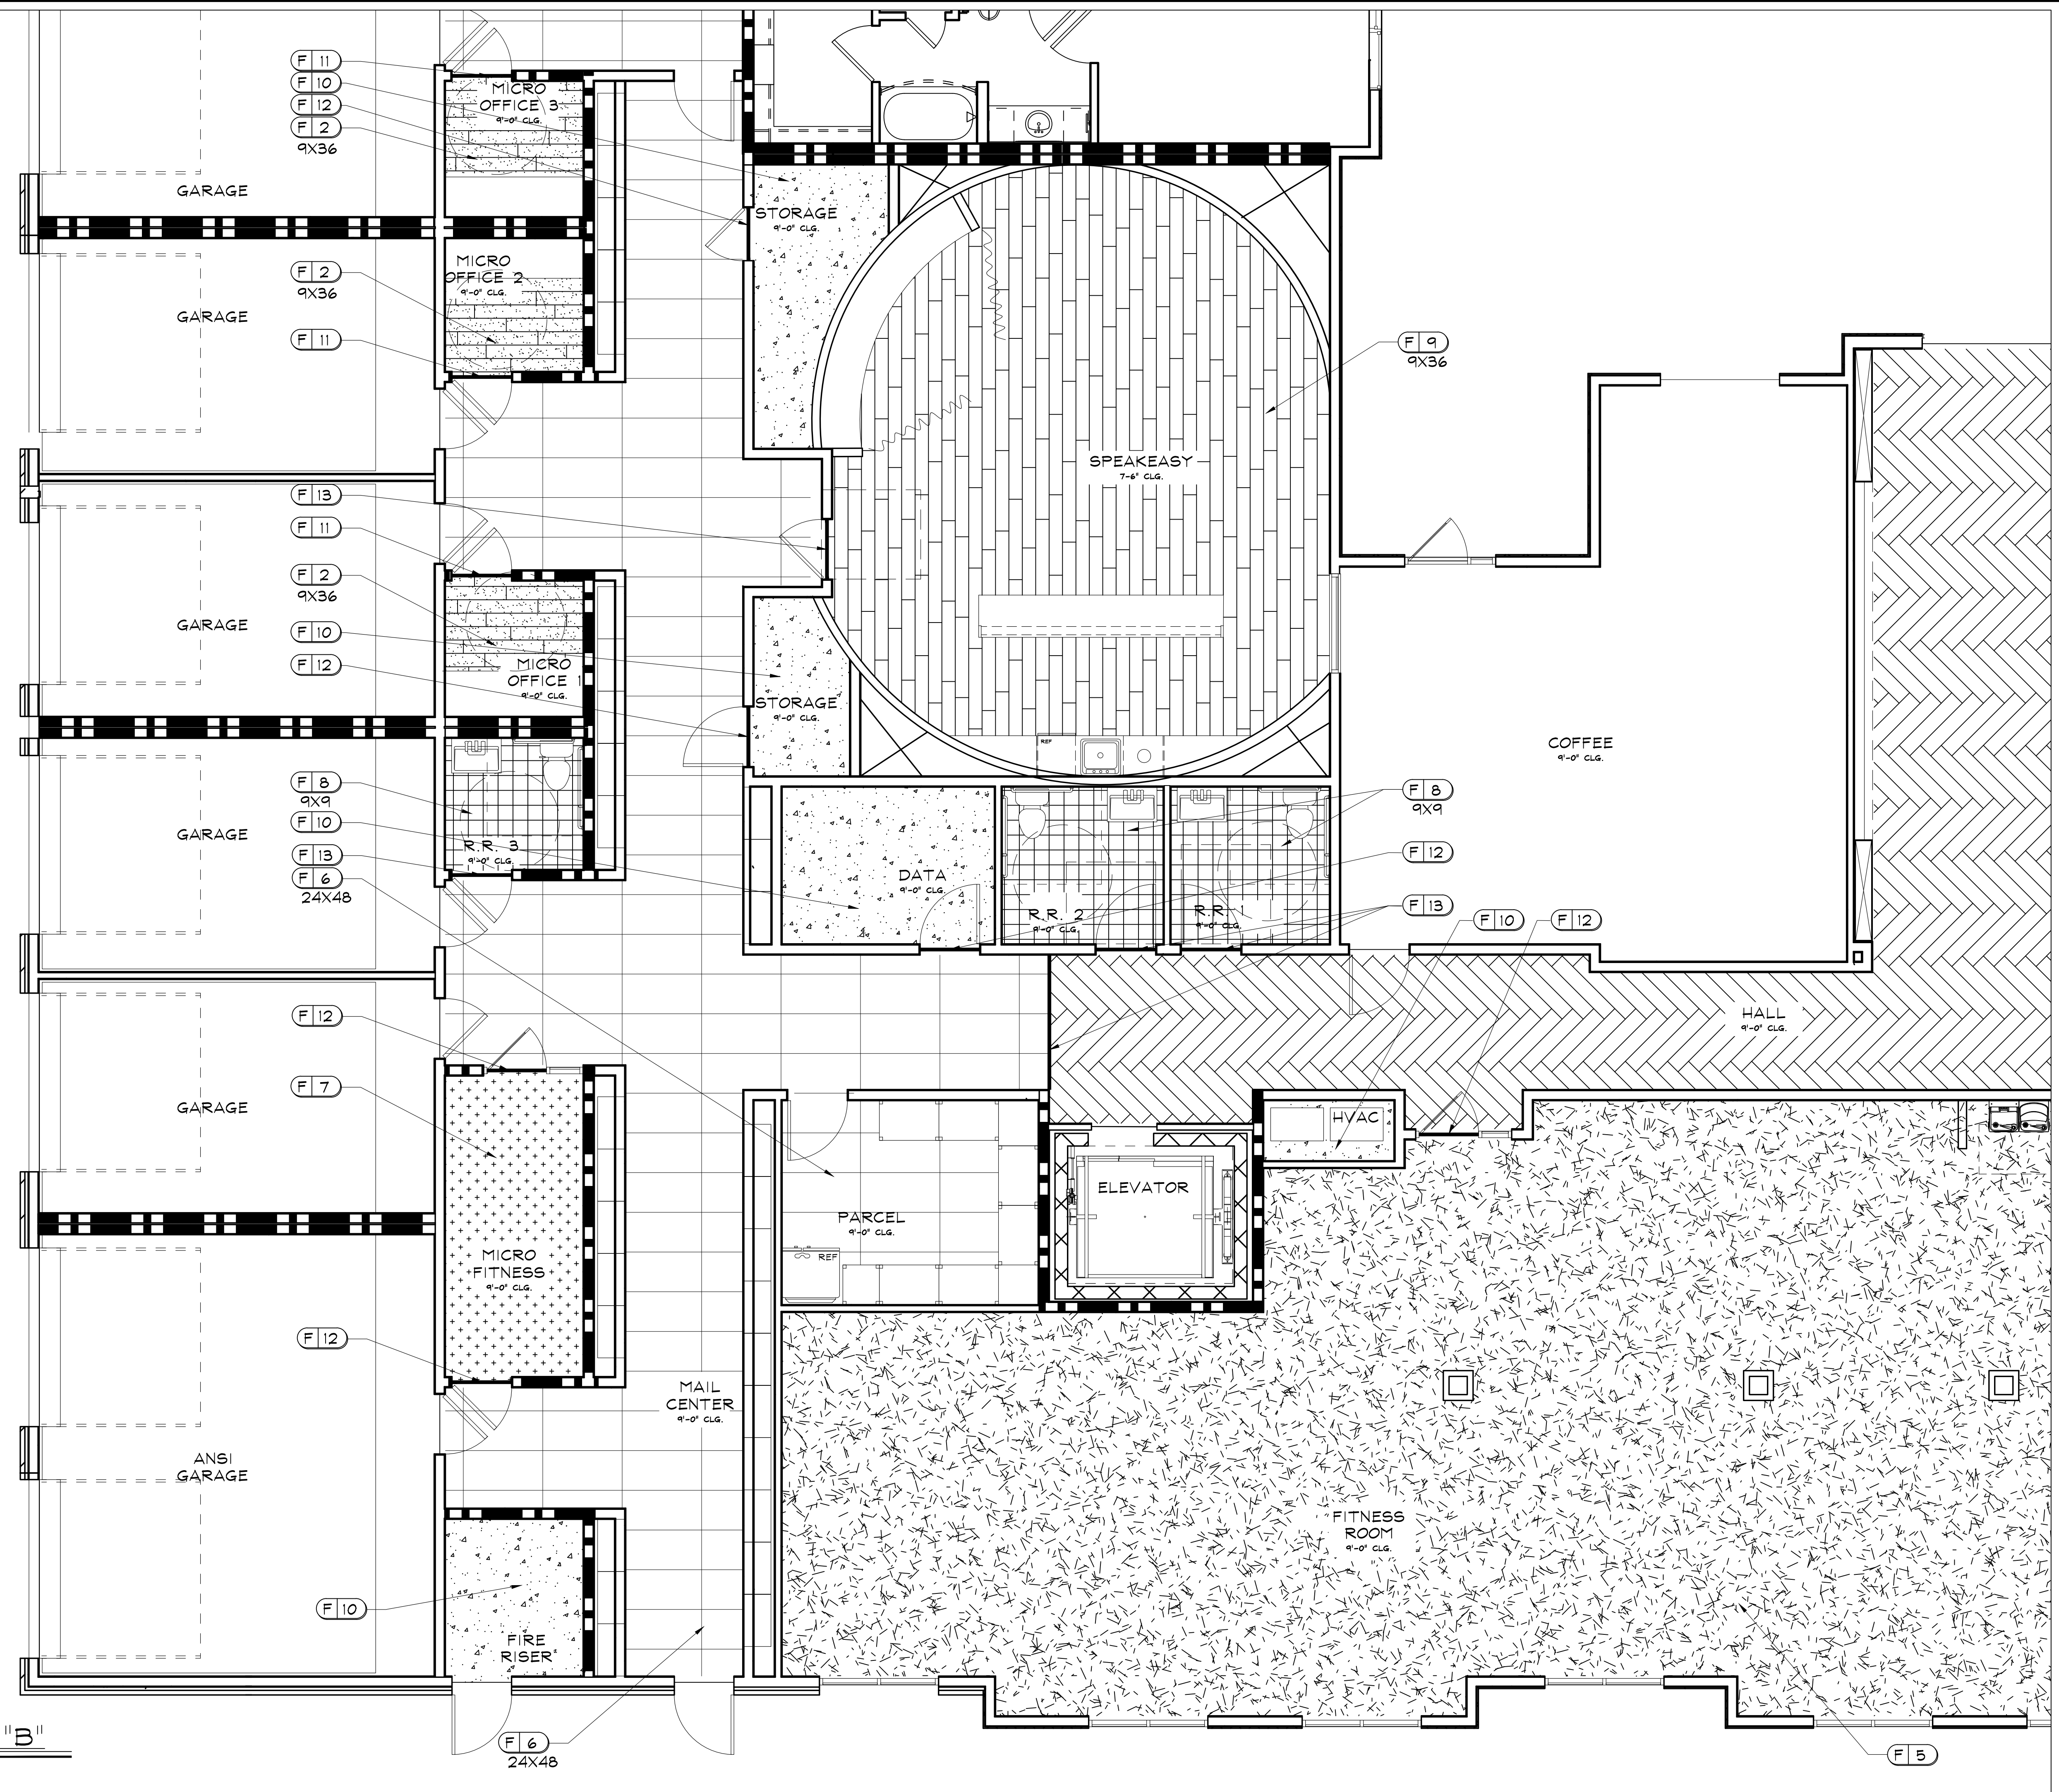 F 11
F 10
F 12
F 2
9X36
MICRO
OFFICE 3
9'-0" CLG.
GARAGE
STORAGE
9'-0" CLG.
F 2
9X36
MICRO
OFFICE 2
9'-0" CLG.
GARAGE
F 11
F 9
9X36
SPEAKEASY
7-6" CLG.
F 13
F 11
F 2
9X36
GARAGE
F 10
F 12
MICRO
OFFICE 1
9'-0" CLG.
STORAGE
9'-0" CLG.
REF
COFFEE
9'-0" CLG.
F 8
9X9
F 10
GARAGE
F 13
F 6
24X48
R.R. 3
9'-0" CLG.
DATA
9'-0" CLG.
F 8
9X9
F 12
F 13
R.R. 2
9'-0" CLG.
R.R. 1
9'-0" CLG.
F 10
F 12
HALL
9'-0" CLG.
F 12
F 7
GARAGE
HVAC
ELEVATOR
PARCEL
9'-0" CLG.
REF
MICRO
FITNESS
9'-0" CLG.
F 12
MAIL
CENTER
9'-0" CLG.
ANSI
GARAGE
FITNESS
ROOM
9'-0" CLG.
F 10
FIRE
RISER
"B"
F 6
24X48
F 5